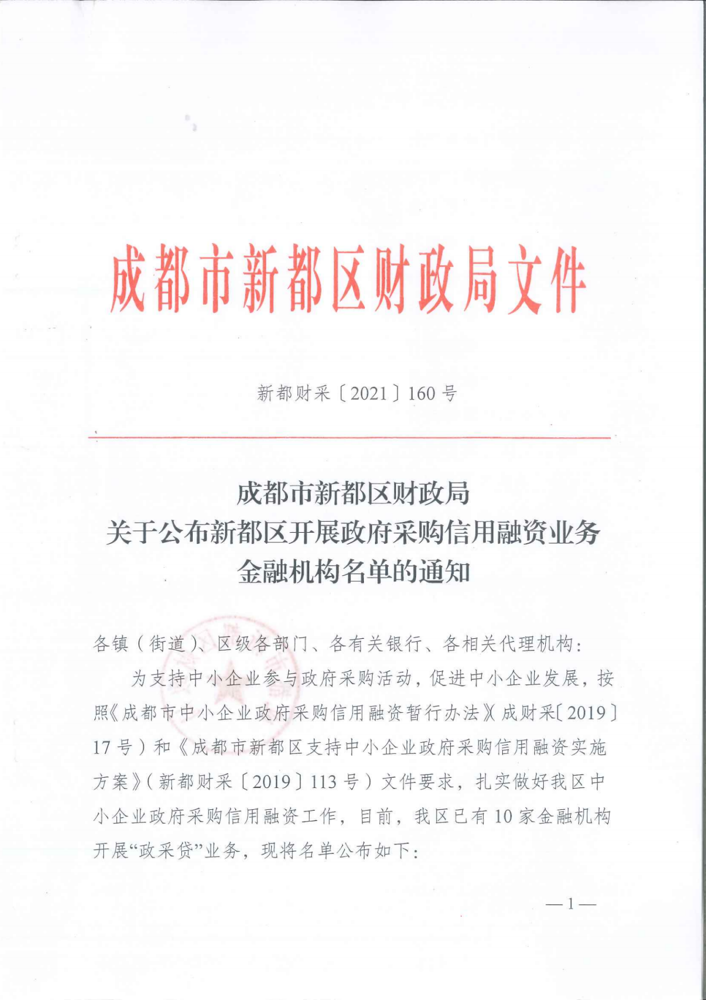 成都市新都区财政局文件
新都财采〔2021〕160号
成都市新都区财政局
关于公布新都区开展政府采购信用融资业务
金融机构名单的通知
各镇（街道）、区级各部门、各有关银行、各相关代理机构：
为支持中小企业参与政府采购活动，促进中小企业发展，按
照《成都市中小企业政府采购信用融资暂行办法》（成财采〔2019〕
17号）和《成都市新都区支持中小企业政府采购信用融资实施
方案》（新都财采〔2019〕113号）文件要求，扎实做好我区中
小企业政府采购信用融资工作，目前，我区已有10家金融机构
开展“政采贷”业务，现将名单公布如下：
— 1 —